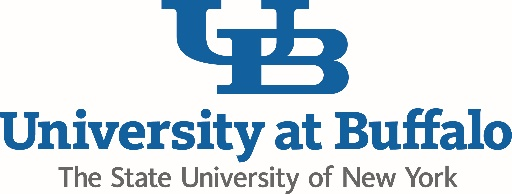 UB
University at Buffalo
The State University of New York